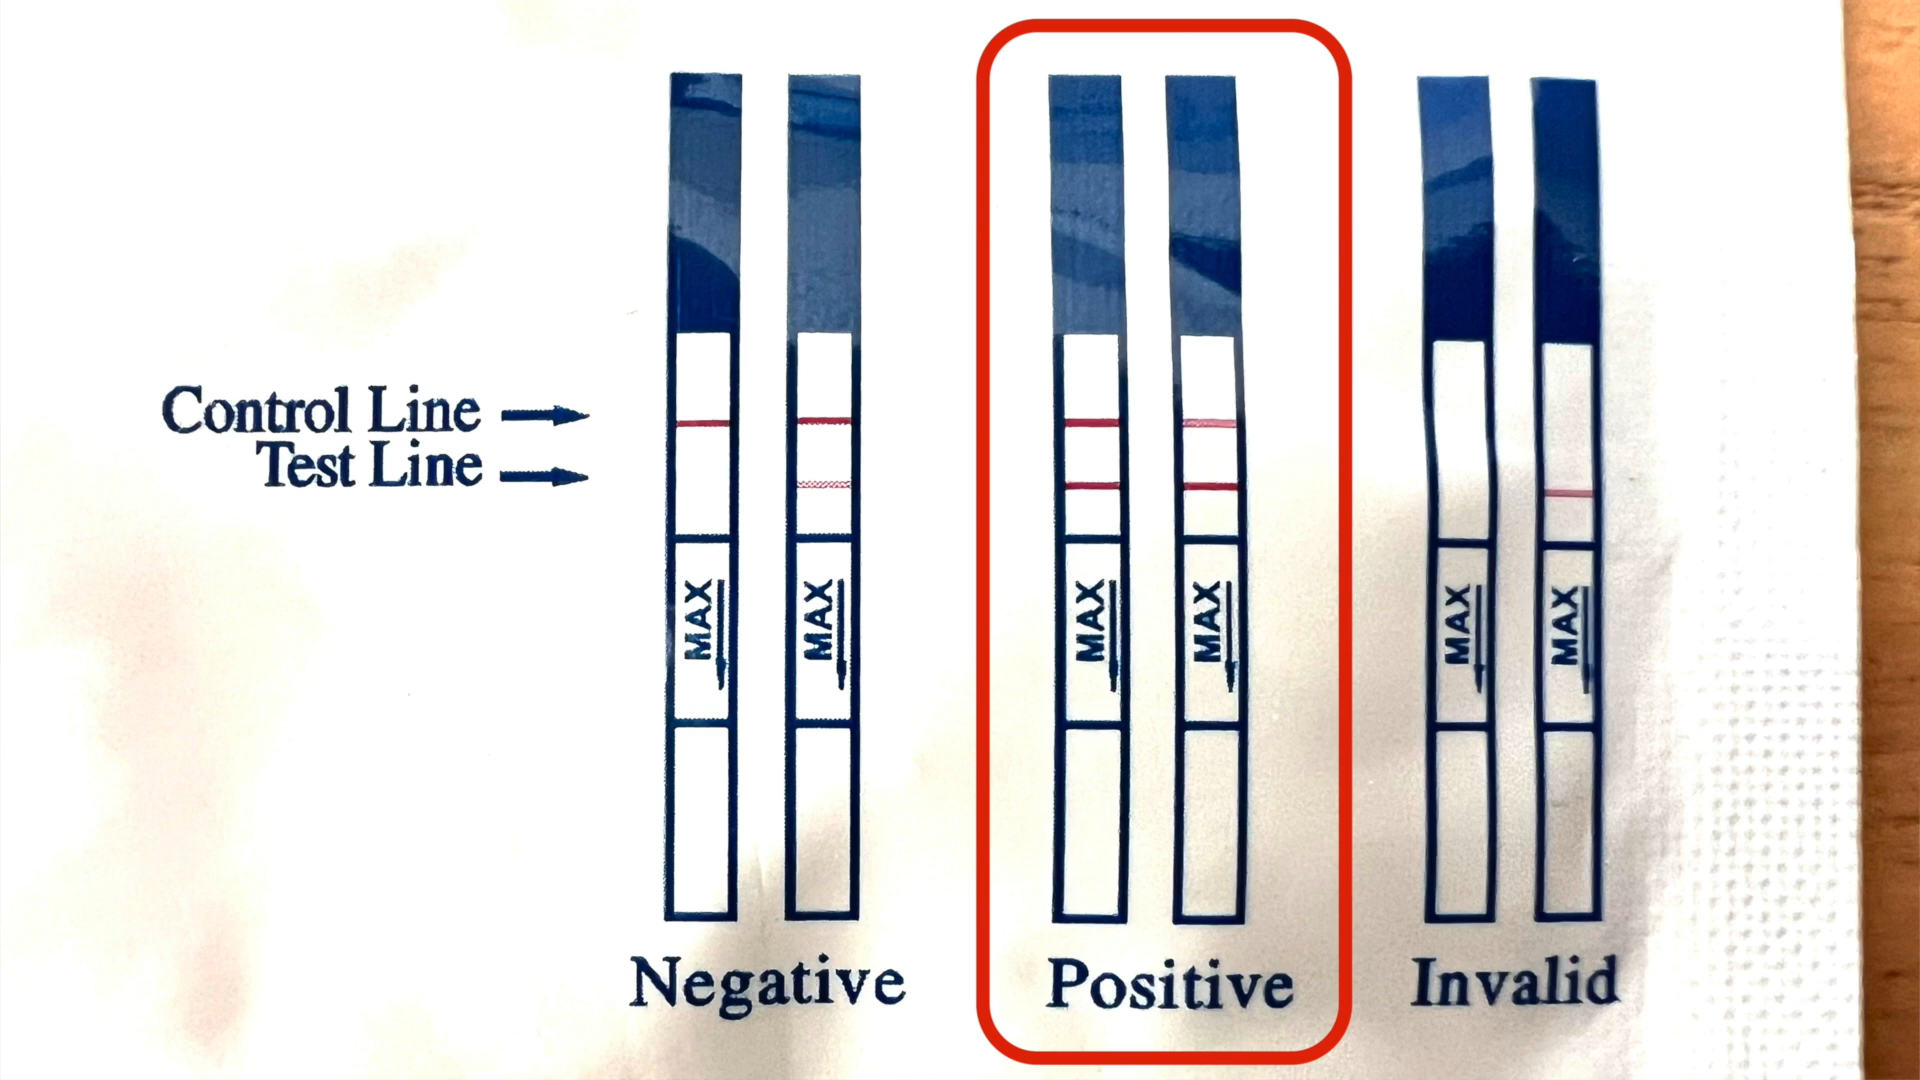 Control Line
Test Line
MAX
MAX
MAX
MAX
MAX
MAX
Negative
Positive
Invalid